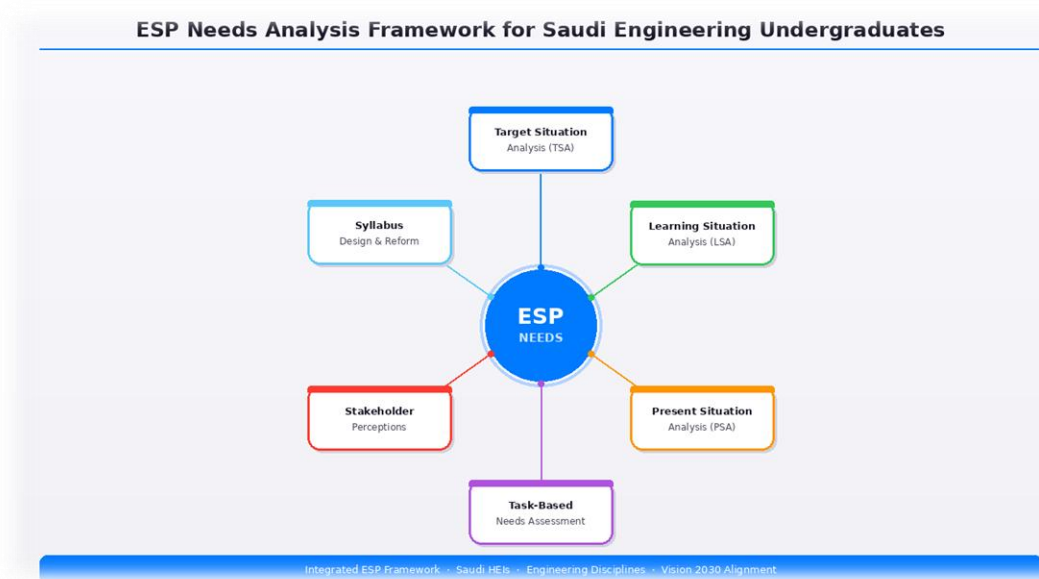 ESP Needs Analysis Framework for Saudi Engineering Undergraduates
Target Situation
Analysis (TSA)
Syllabus
Design & Reform
Learning Situation
Analysis (LSA)
ESP
NEEDS
Stakeholder
Perceptions
Present Situation
Analysis (PSA)
Task-Based
Needs Assessment
Integrated ESP Framework · Saudi HEIs · Engineering Disciplines · Vision 2030 Alignment